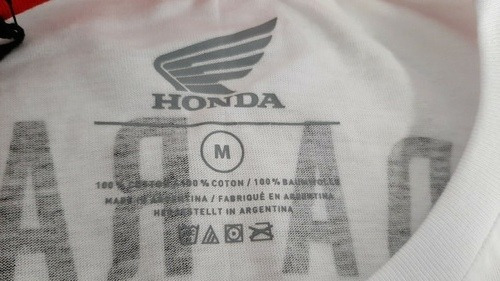 HONDA
M
100% COTTON / 100% COTON / 100% BAUMWOLLE
MADE IN ARGENTINA / FABRIQUÉ EN ARGENTINA
HERGESTELLT IN ARGENTINA